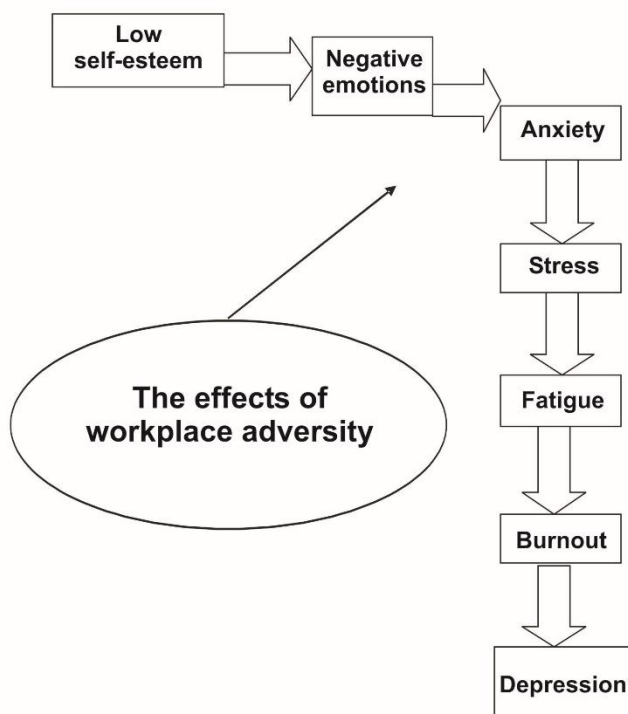 Low
self-esteem
Negative
emotions
Anxiety
Stress
The effects of
workplace adversity
Fatigue
Burnout
Depression